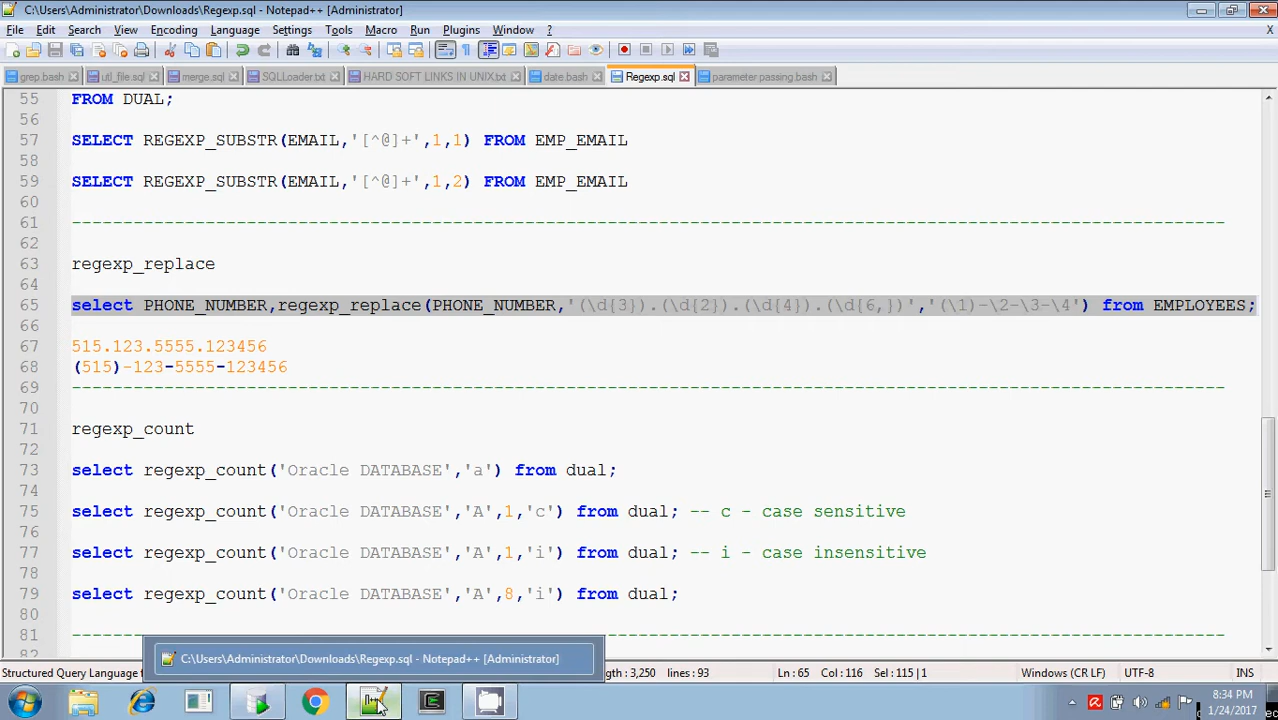 C:\Users\Administrator\Downloads\Regexp.sql - Notepad++ [Administrator]
File Edit Search View Encoding Language Settings Tools Macro Run Plugins Window ? X
grep.bash utl_file.sql merge.sql SQLLoader.txt HARD SOFT LINKS IN UNIX.txt date.bash Regexp.sql parameter passing.bash
55 FROM DUAL;
56
57 SELECT REGEXP_SUBSTR(EMAIL,'[^@]+',1,1) FROM EMP_EMAIL
58
59 SELECT REGEXP_SUBSTR(EMAIL,'[^@]+',1,2) FROM EMP_EMAIL
60
61 ----------------------------------------------------------------------------------------------------------------
62
63 regexp_replace
64
65 select PHONE_NUMBER,regexp_replace(PHONE_NUMBER,'(\d{3}).(\d{2}).(\d{4}).(\d{6,})','(\1)-\2-\3-\4') from EMPLOYEES;
66
67 515.123.5555.123456
68 (515)-123-5555-123456
69 ----------------------------------------------------------------------------------------------------------------
70
71 regexp_count
72
73 select regexp_count('Oracle DATABASE','a') from dual;
74
75 select regexp_count('Oracle DATABASE','A',1,'c') from dual; -- c - case sensitive
76
77 select regexp_count('Oracle DATABASE','A',1,'i') from dual; -- i - case insensitive
78
79 select regexp_count('Oracle DATABASE','A',8,'i') from dual;
80
81 ----------------------------------------------------------------------------------------------------------------
82
C:\Users\Administrator\Downloads\Regexp.sql - Notepad++ [Administrator]
Structured Query Language gth : 3,250 lines : 93 Ln : 65 Col : 116 Sel : 115 | 1 Windows (CR LF) UTF-8 INS
8:34 PM
1/24/2017